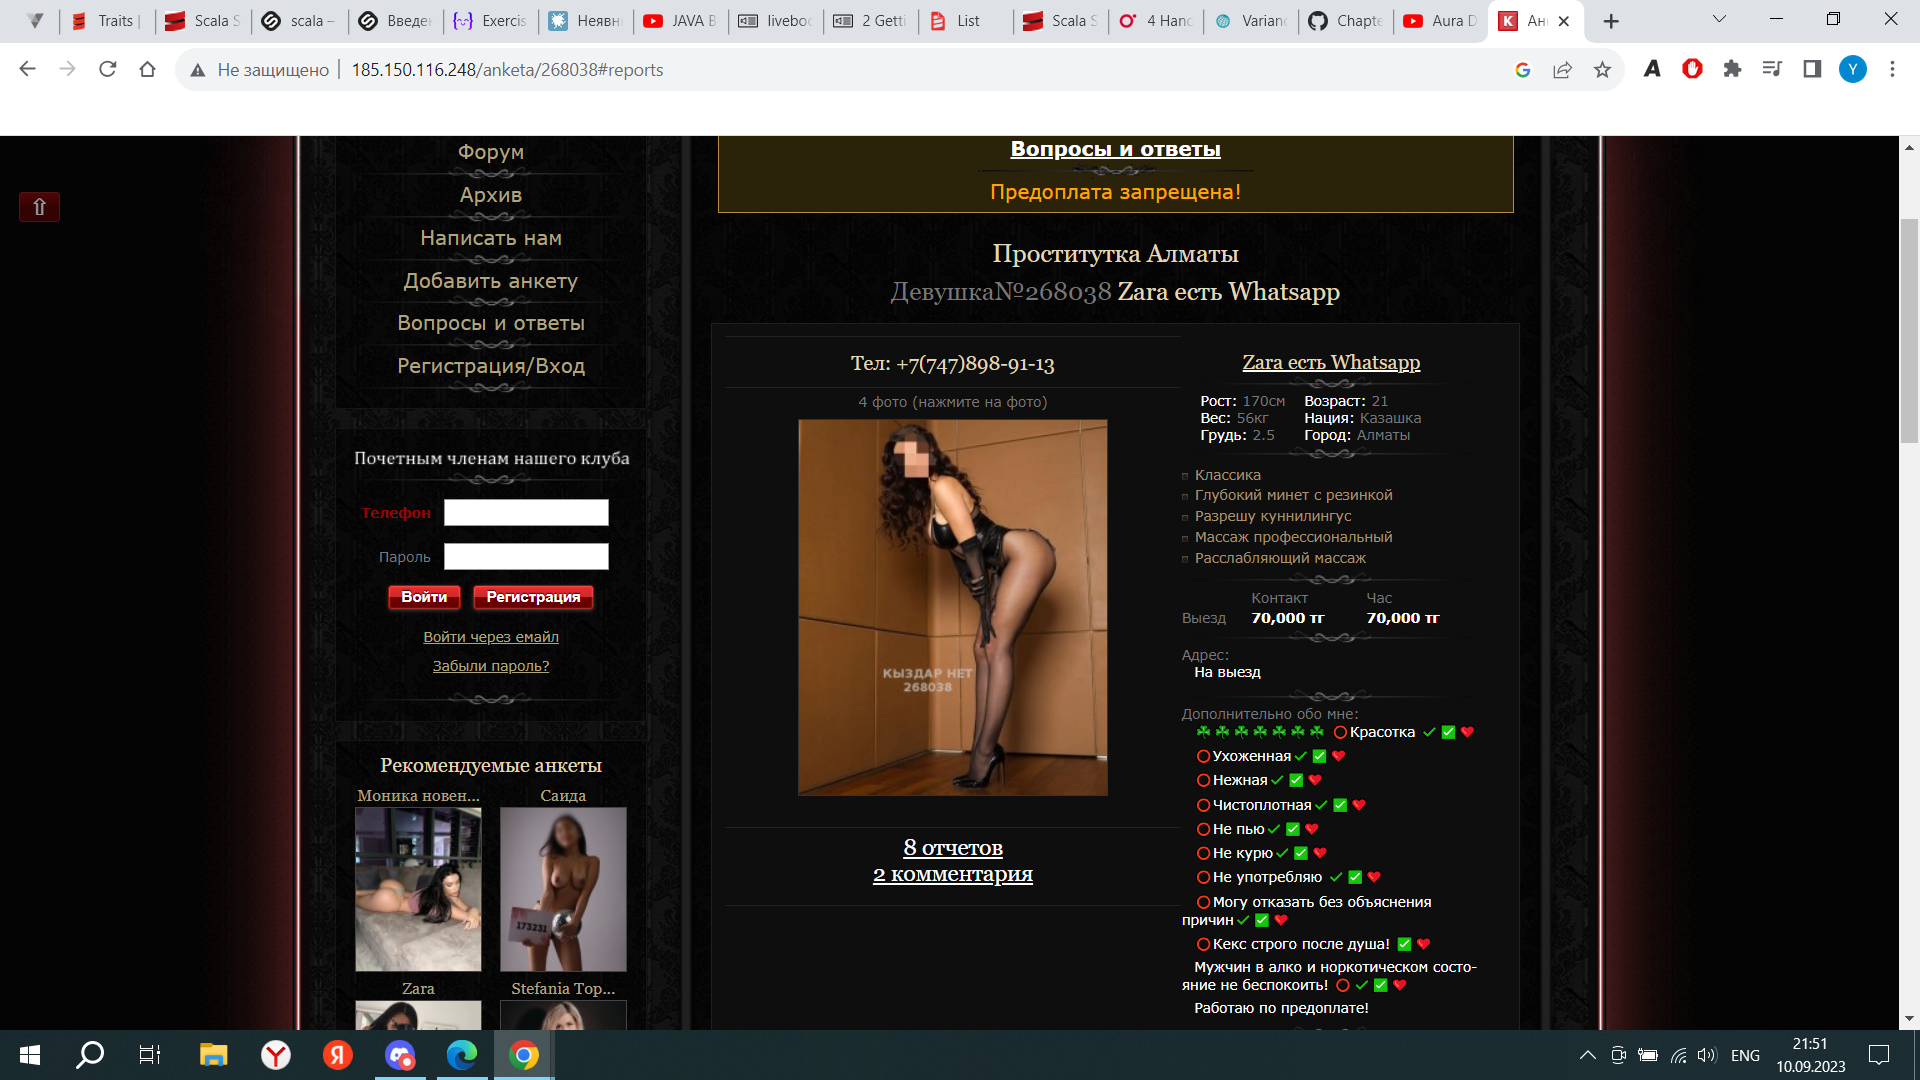 Traits |
Scala S
scala –
Введен
Exercis
Неявн
JAVA B
livebo
2 Getti
List
Scala S
4 Hanc
Varianc
Chapte
Aura D
Ан
Не защищено | 185.150.116.248/anketa/268038#reports
Y
Форум
Архив
Написать нам
Добавить анкету
Вопросы и ответы
Регистрация/Вход
Почетным членам нашего клуба
Телефон
Пароль
Войти Регистрация
Войти через емайл
Забыли пароль?
Рекомендуемые анкеты
Моника новен... Саида
173231
Zara Stefania Top...
Вопросы и ответы
Предоплата запрещена!
Проститутка Алматы
Девушка№268038 Zara есть Whatsapp
Тел: +7(747)898-91-13
4 фото (нажмите на фото)
КЫЗДАР НЕТ
268038
8 отчетов
2 комментария
Zara есть Whatsapp
Рост: 170см Возраст: 21
Вес: 56кг Нация: Казашка
Грудь: 2.5 Город: Алматы
Классика
Глубокий минет с резинкой
Разрешу куннилингус
Массаж профессиональный
Расслабляющий массаж
Контакт Час
Выезд 70,000 тг 70,000 тг
Адрес:
На выезд
Дополнительно обо мне:
☘☘☘☘☘☘☘ ⭕Красотка ✓ ✅ ❤
⭕Ухоженная ✓ ✅ ❤
⭕Нежная ✓ ✅ ❤
⭕Чистоплотная ✓ ✅ ❤
⭕Не пью ✓ ✅ ❤
⭕Не курю ✓ ✅ ❤
⭕Не употребляю ✓ ✅ ❤
⭕Могу отказать без объяснения
причин ✓ ✅ ❤
⭕Кекс строго после душа! ✅ ❤
Мужчин в алко и норкотическом состо-
яние не беспокоить! ⭕ ✓ ✅ ❤
Работаю по предоплате!
ENG
21:51
10.09.2023